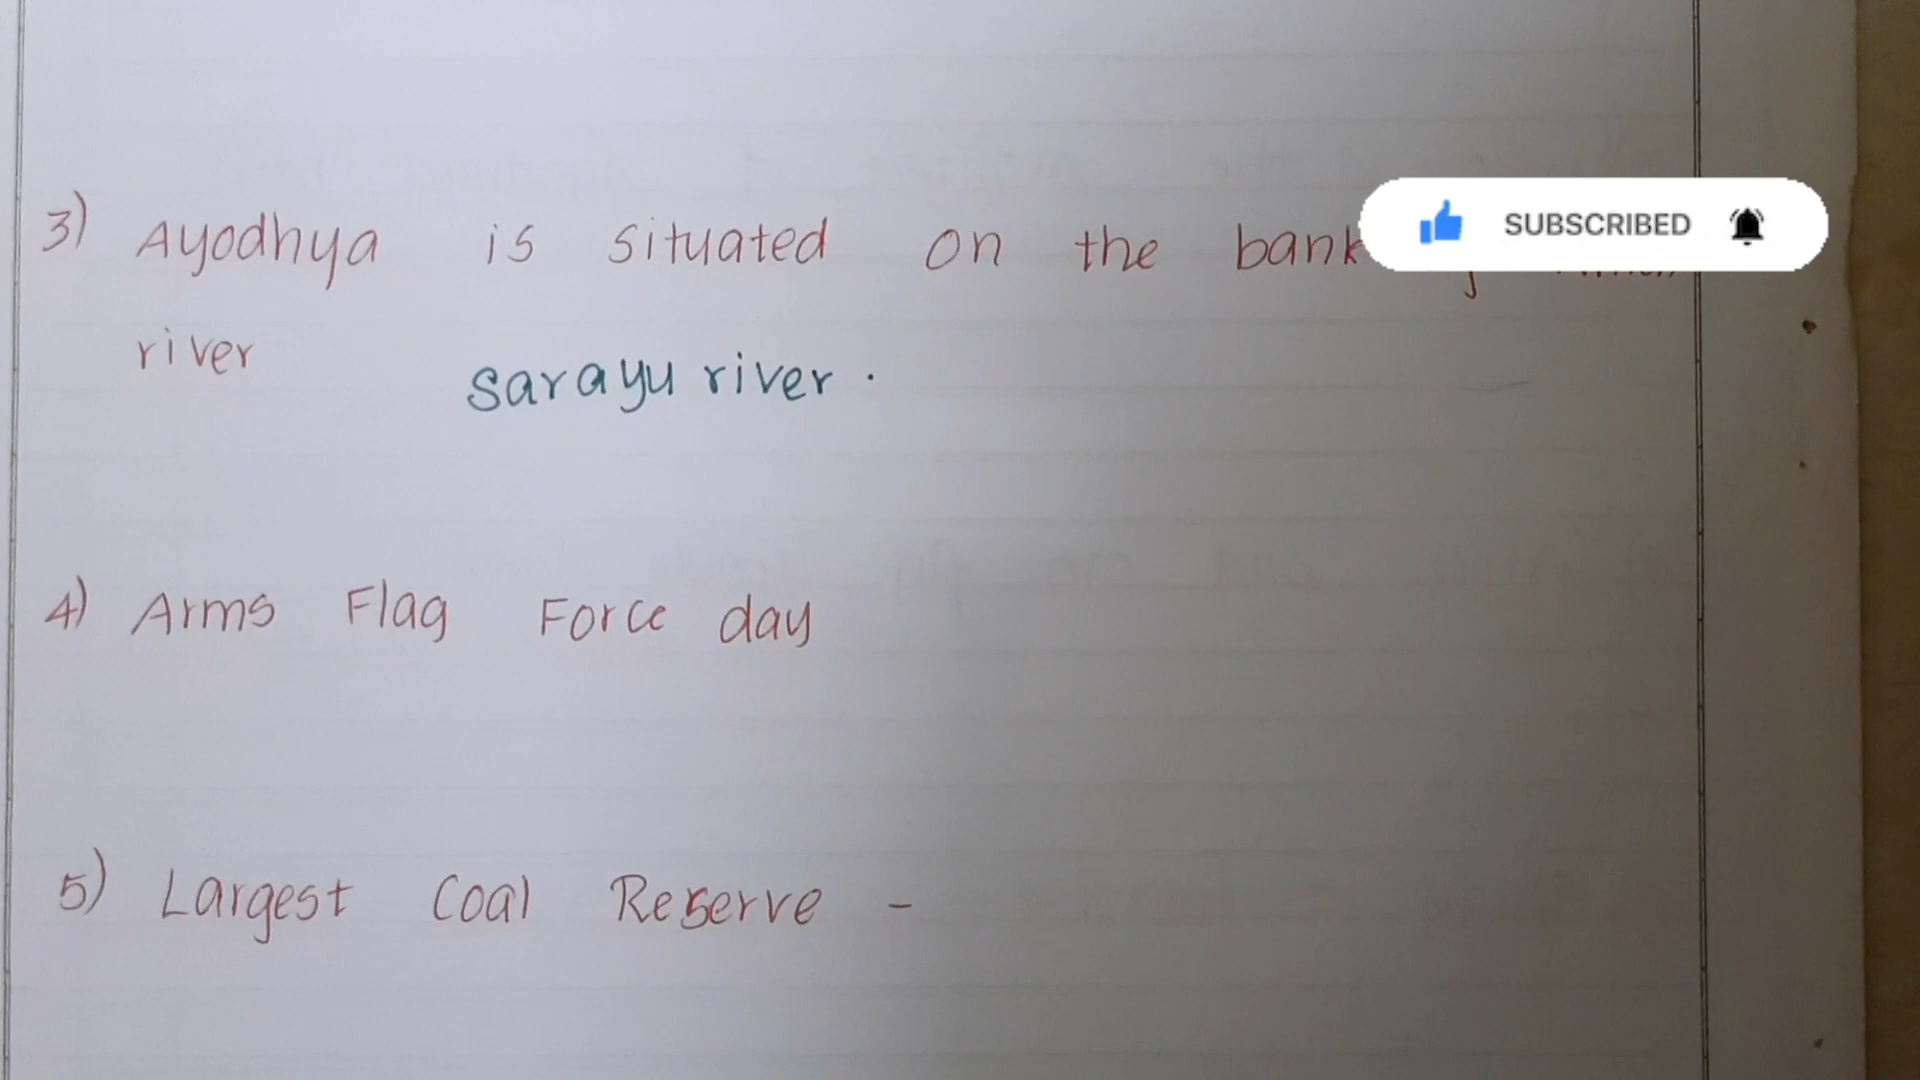 3) Ayodhya is situated on the bank
SUBSCRIBED
river
sarayu river.
4) Arms Flag Force day
5) Largest Coal Reserve -